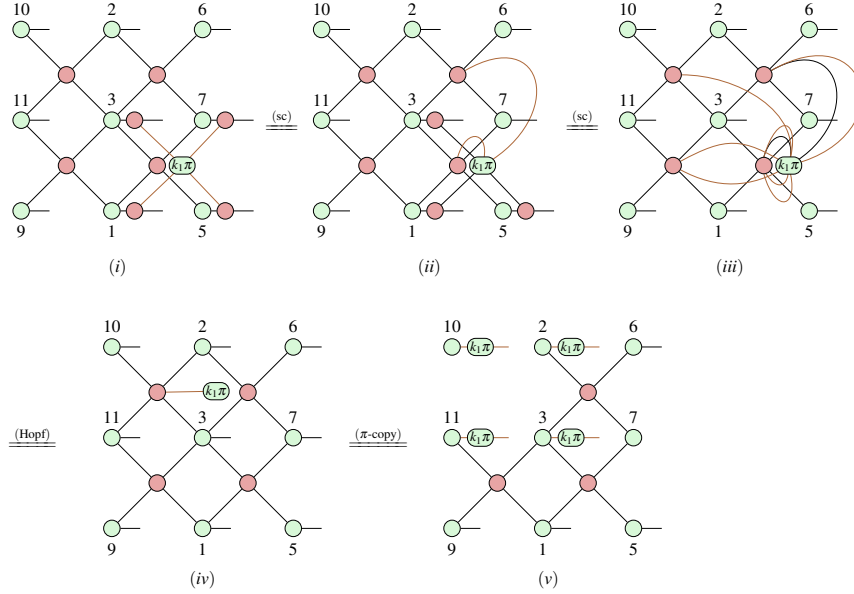 10 2 6 10 2 6 10 2 6
11 3 7 (sc) 11 3 7 (sc) 11 3 7
k₁π k₁π k₁π
9 1 5 9 1 5 9 1 5
(i) (ii) (iii)
10 2 6 10 2 6
k₁π k₁π
k₁π
(Hopf) 11 3 7 (π-copy) 11 3 7
k₁π k₁π
9 1 5 9 1 5
(iv) (v)